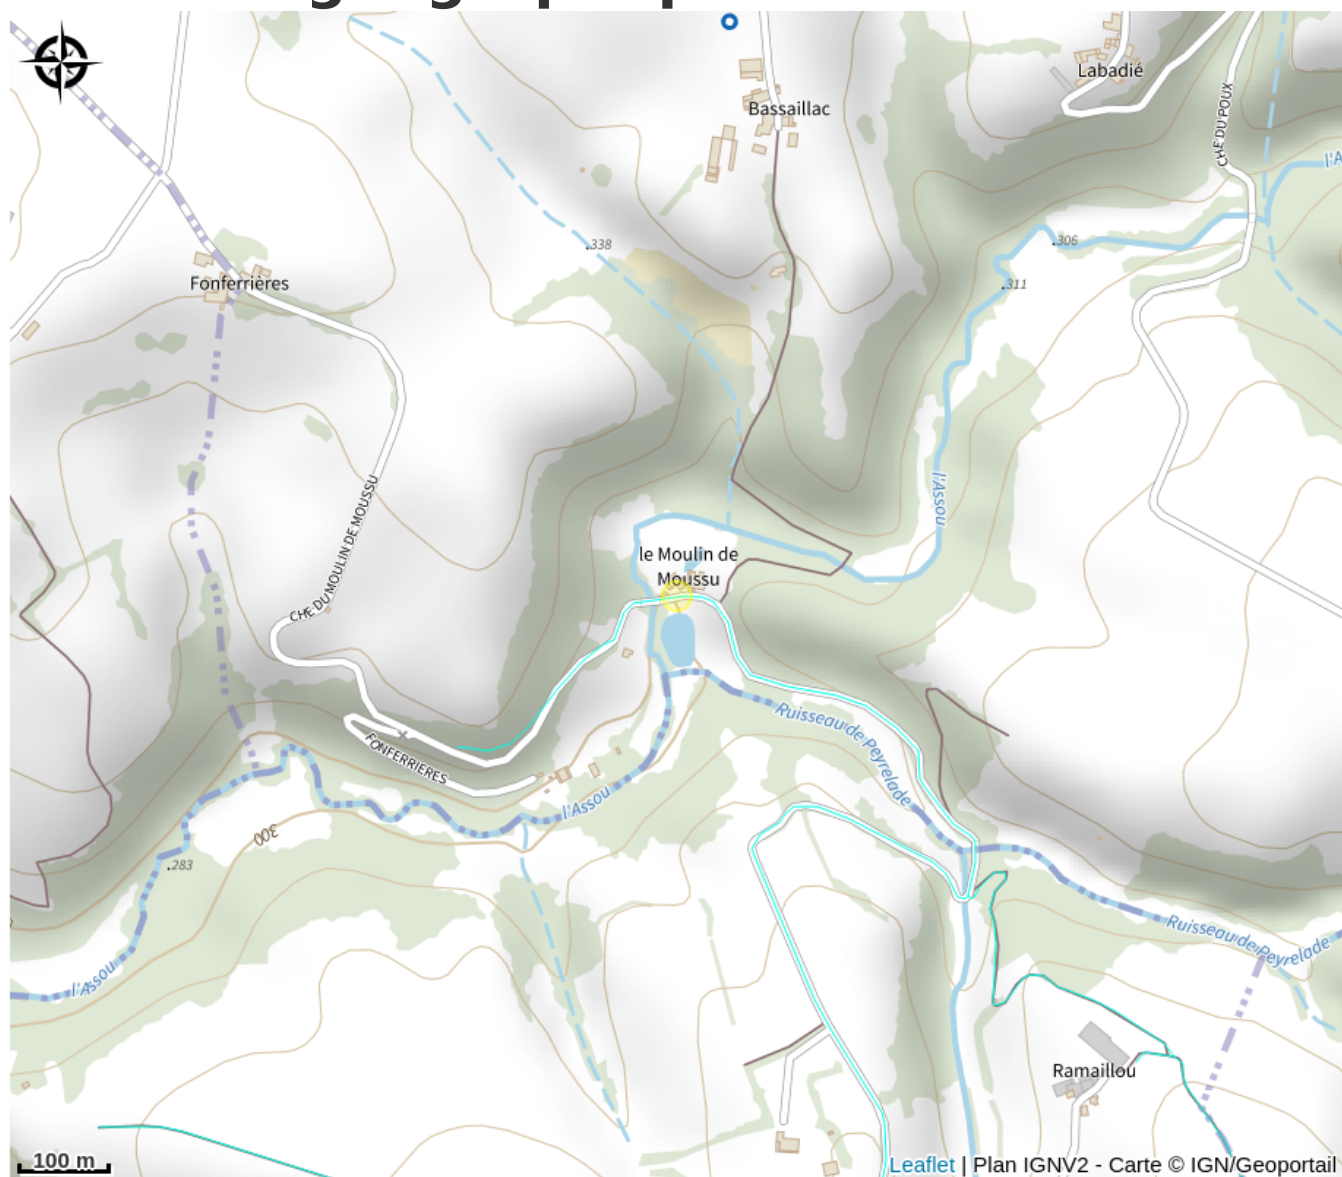 Labadié
Bassaillac
CHE DU POUX
l'A
.338
.306
Fonferrières
.311
l'Assou
CHE DU MOULIN DE MOUSSU
le Moulin de
Moussu
Ruisseau de Peyrelade
FONFERRIERES
l'Assou
300
.283
Ruisseau de Peyrelade
l'Assou
Ramaillou
100 m
Leaflet | Plan IGNV2 - Carte © IGN/Geoportail